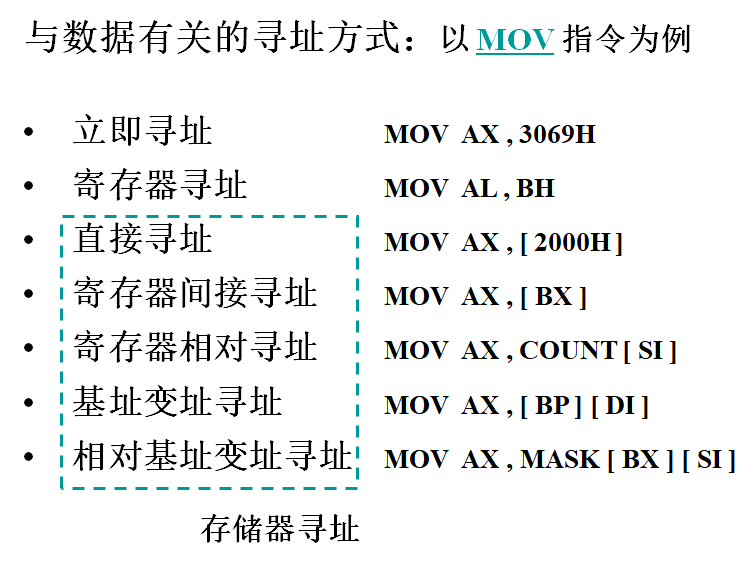 与数据有关的寻址方式：以 MOV 指令为例
• 立即寻址 MOV AX , 3069H
• 寄存器寻址 MOV AL , BH
• 直接寻址 MOV AX , [ 2000H ]
• 寄存器间接寻址 MOV AX , [ BX ]
• 寄存器相对寻址 MOV AX , COUNT [ SI ]
• 基址变址寻址 MOV AX , [ BP ] [ DI ]
• 相对基址变址寻址 MOV AX , MASK [ BX ] [ SI ]
存储器寻址